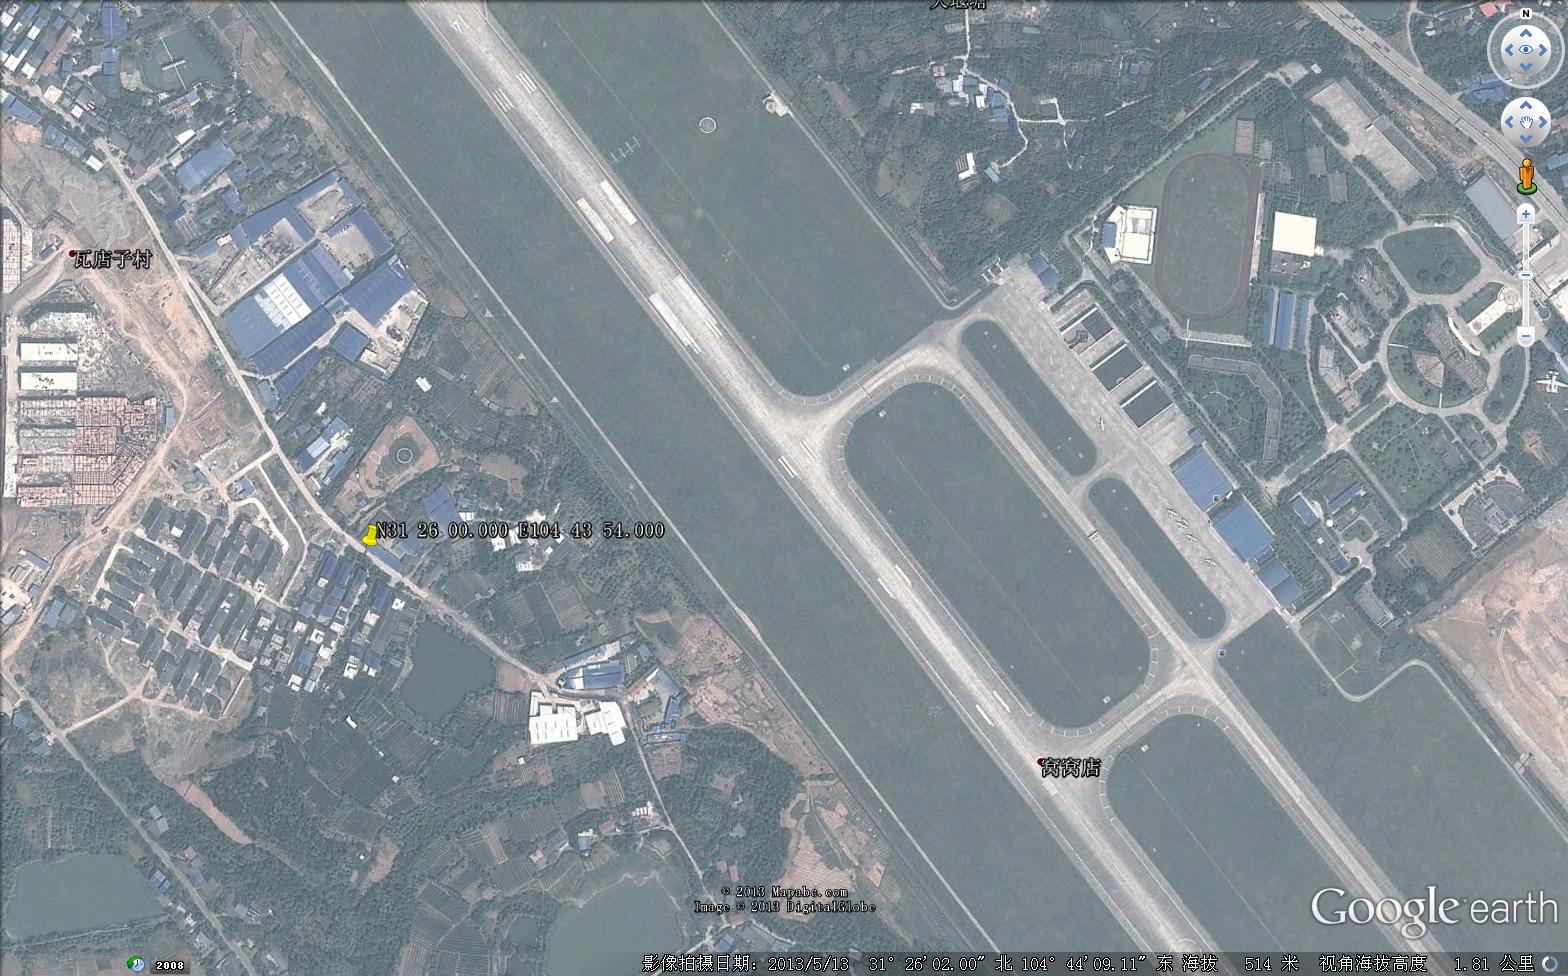 N
瓦店子村
N31 26 00.000 E104 43 54.000
窝窝店
© 2013 Mapabc.com
Image © 2013 DigitalGlobe
Google earth
2008
影像拍摄日期: 2013/5/13 31° 26'02.00" 北 104° 44'09.11" 东 海拔 514 米 视角海拔高度 1.81 公里